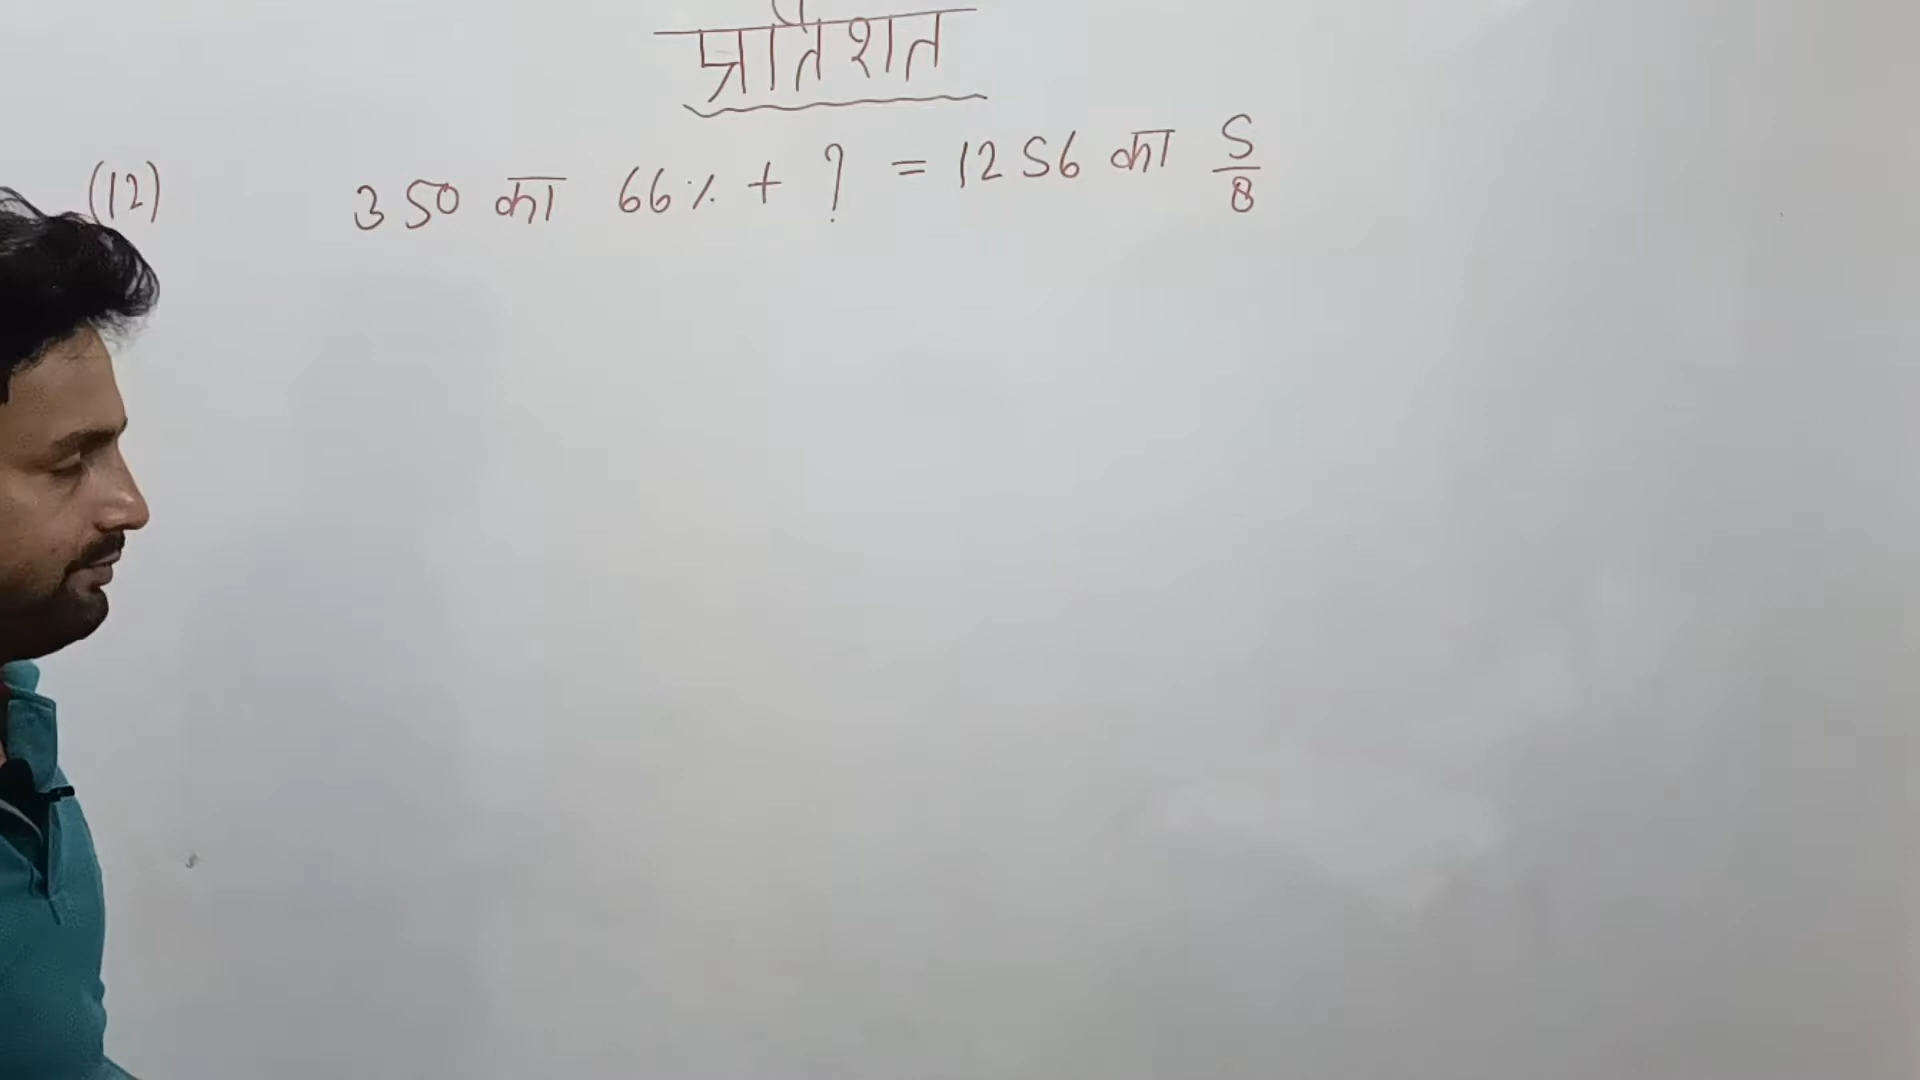 प्रतिशत
(12) 350 का 66% + ? = 1256 का 5/8